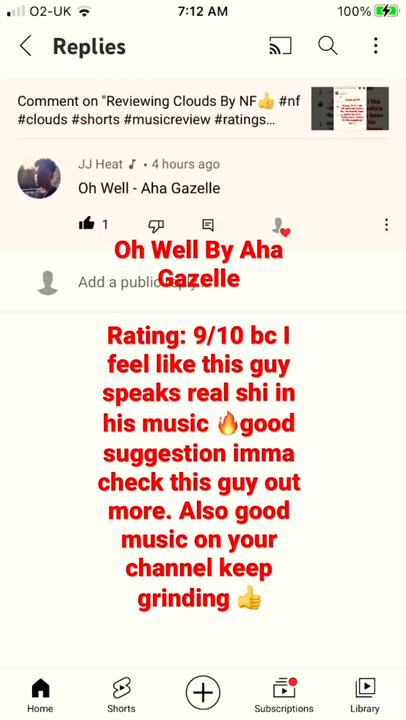 O2-UK 7:12 AM 100%
Replies
Comment on "Reviewing Clouds By NF👍 #nf
#clouds #shorts #musicreview #ratings...
JJ Heat ♪ • 4 hours ago
Oh Well - Aha Gazelle
1
Oh Well By Aha
Gazelle
Add a public
Rating: 9/10 bc I
feel like this guy
speaks real shi in
his music 🔥good
suggestion imma
check this guy out
more. Also good
music on your
channel keep
grinding 👍
Home Shorts Subscriptions Library